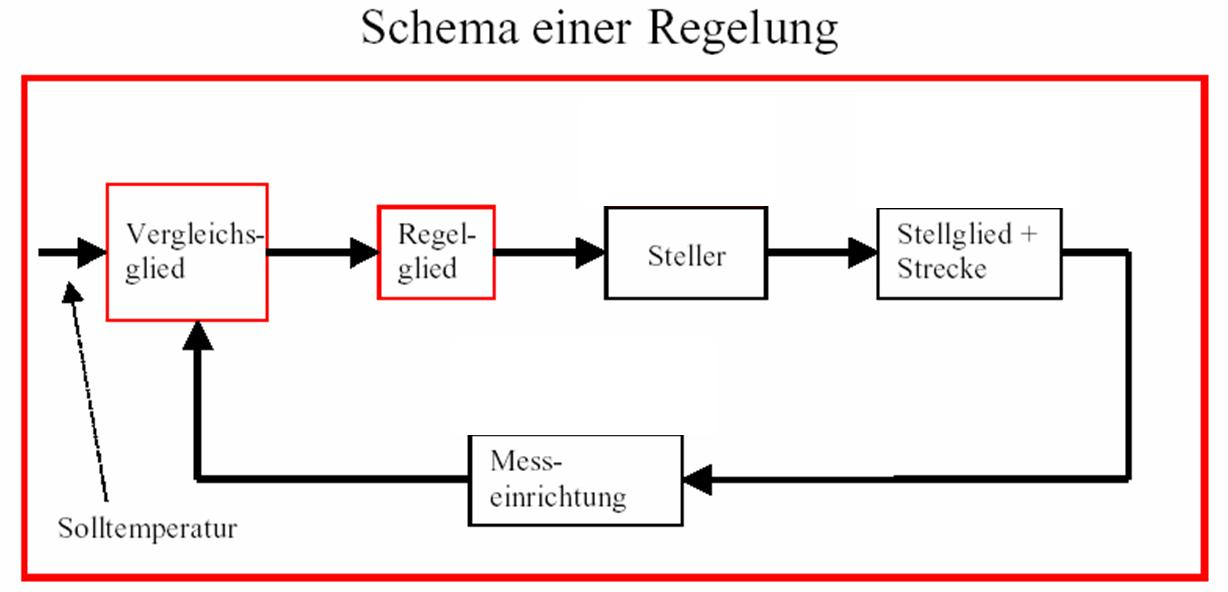 Schema einer Regelung
Vergleichs-
glied
Regel-
glied
Steller
Stellglied +
Strecke
Mess-
einrichtung
Solltemperatur